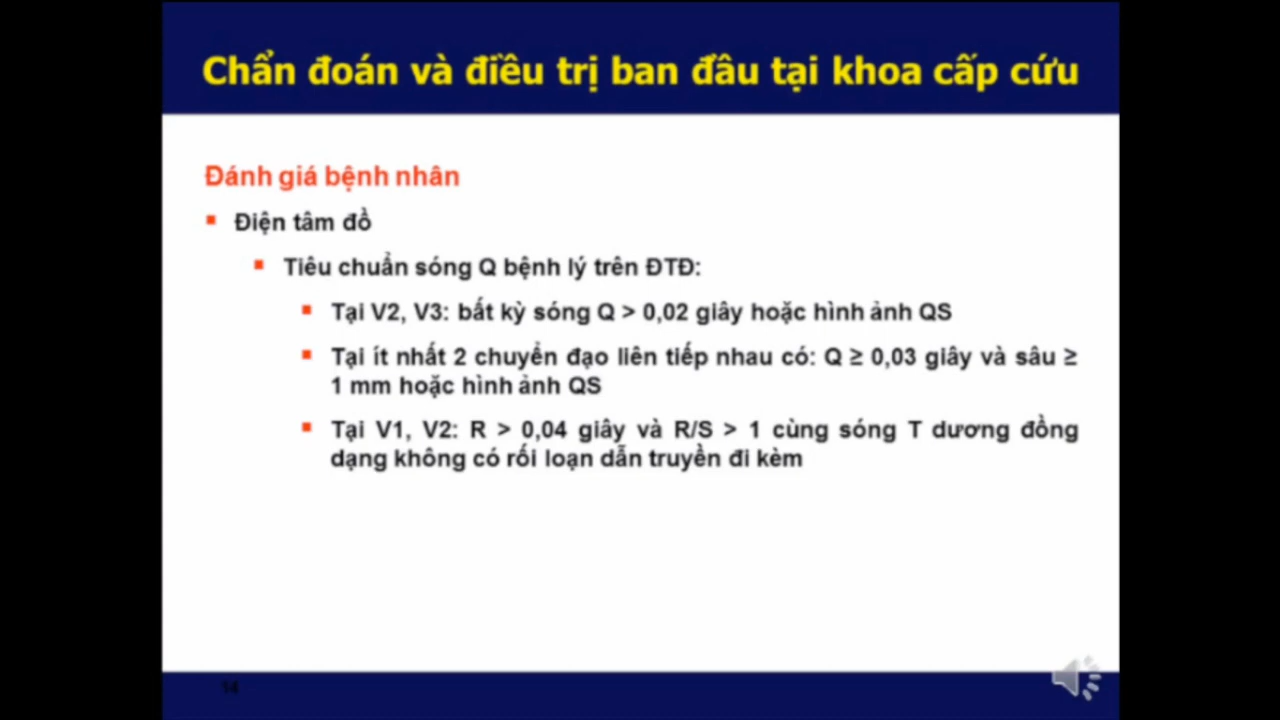 Chẩn đoán và điều trị ban đầu tại khoa cấp cứu
Đánh giá bệnh nhân
Điện tâm đồ
Tiêu chuẩn sóng Q bệnh lý trên ĐTĐ:
Tại V2, V3: bất kỳ sóng Q > 0,02 giây hoặc hình ảnh QS
Tại ít nhất 2 chuyển đạo liên tiếp nhau có: Q ≥ 0,03 giây và sâu ≥
1 mm hoặc hình ảnh QS
Tại V1, V2: R > 0,04 giây và R/S > 1 cùng sóng T dương đồng
dạng không có rối loạn dẫn truyền đi kèm
14